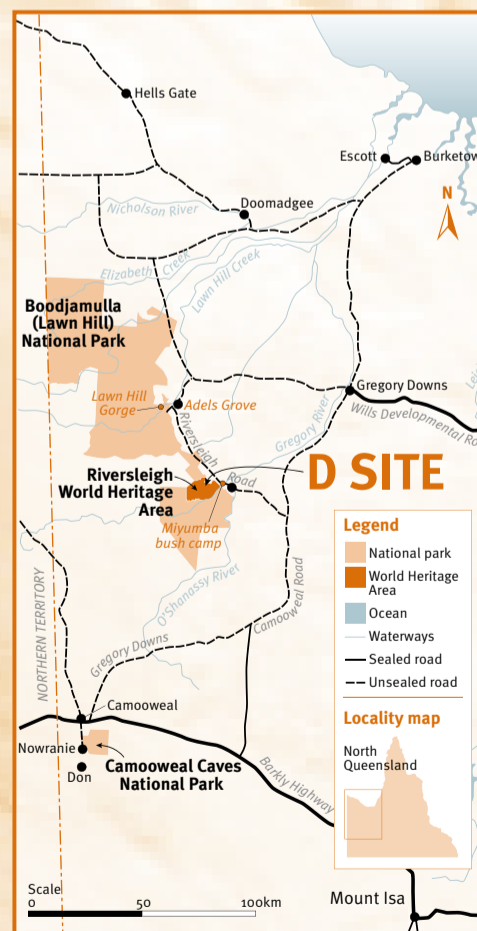 Hells Gate
Escott
Burketow
N
Doomadgee
Nicholson River
Elizabeth Creek
Lawn Hill Creek
Boodjamulla
(Lawn Hill)
National Park
Gregory Downs
Wills Developmental Ro
Lei
Lawn Hill
Gorge
Adels Grove
Gregory River
Riversleigh Road
D SITE
Riversleigh
World Heritage
Area
Miyumba
bush camp
O'Shanassy River
NORTHERN TERRITORY
Gregory Downs
Camooweal Road
Camooweal
Nowranie
Don
Camooweal Caves
National Park
Barkly Highway
Mount Isa
Legend
National park
World Heritage
Area
Ocean
Waterways
Sealed road
Unsealed road
Locality map
North
Queensland
Scale
0 50 100km